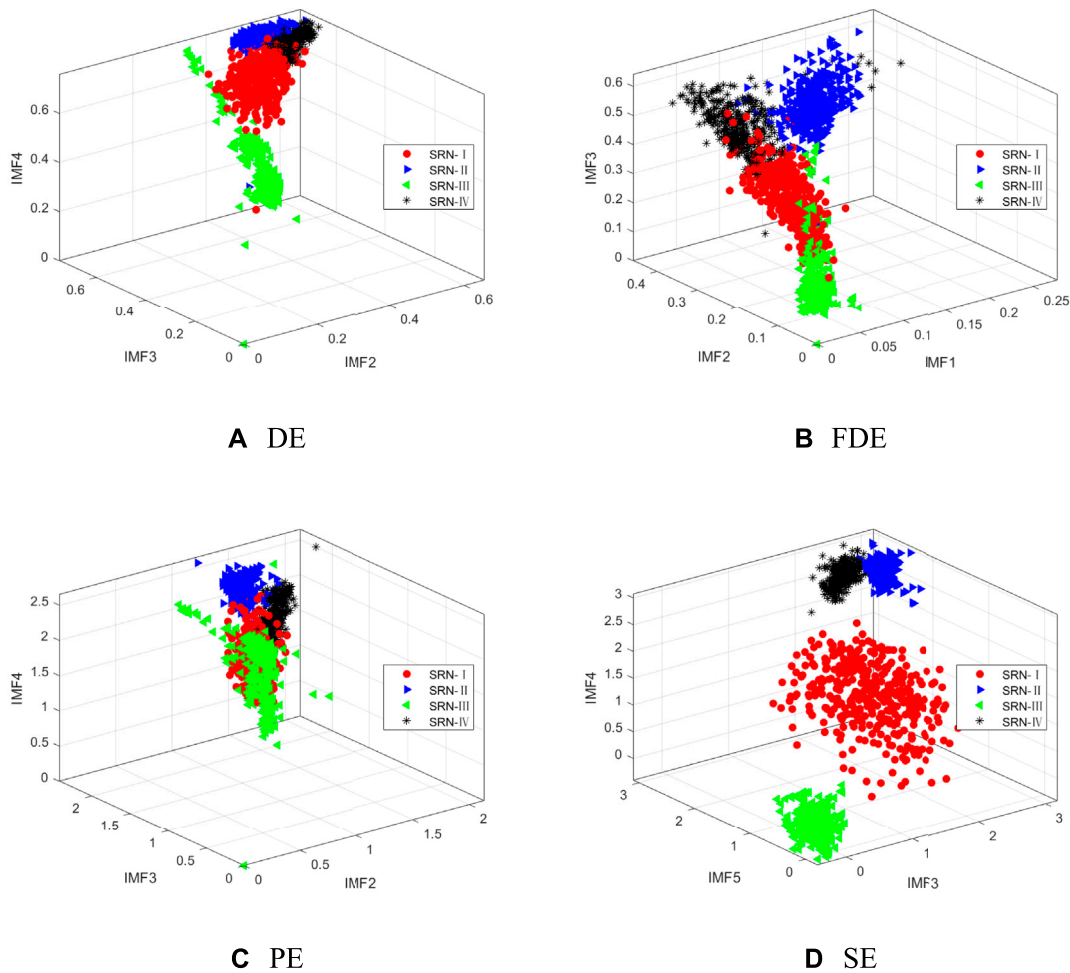 IMF4
0.6
0.4
0.2
0
0.6
0.4
0.2
0
IMF3
0
0.2
0.4
0.6
IMF2
SRN- Ⅰ
SRN-Ⅱ
SRN-Ⅲ
SRN-Ⅳ
A DE
IMF3
0.6
0.5
0.4
0.3
0.2
0.1
0
0.4
0.3
0.2
0.1
0
IMF2
0
0.05
0.1
0.15
0.2
0.25
IMF1
SRN- Ⅰ
SRN-Ⅱ
SRN-Ⅲ
SRN-Ⅳ
B FDE
IMF4
2.5
2
1.5
1
0.5
0
2
1.5
1
0.5
0
IMF3
0
0.5
1
1.5
2
IMF2
SRN- Ⅰ
SRN-Ⅱ
SRN-Ⅲ
SRN-Ⅳ
C PE
IMF4
3
2.5
2
1.5
1
0.5
0
3
2
1
0
IMF5
0
1
2
3
IMF3
SRN- Ⅰ
SRN-Ⅱ
SRN-Ⅲ
SRN-Ⅳ
D SE